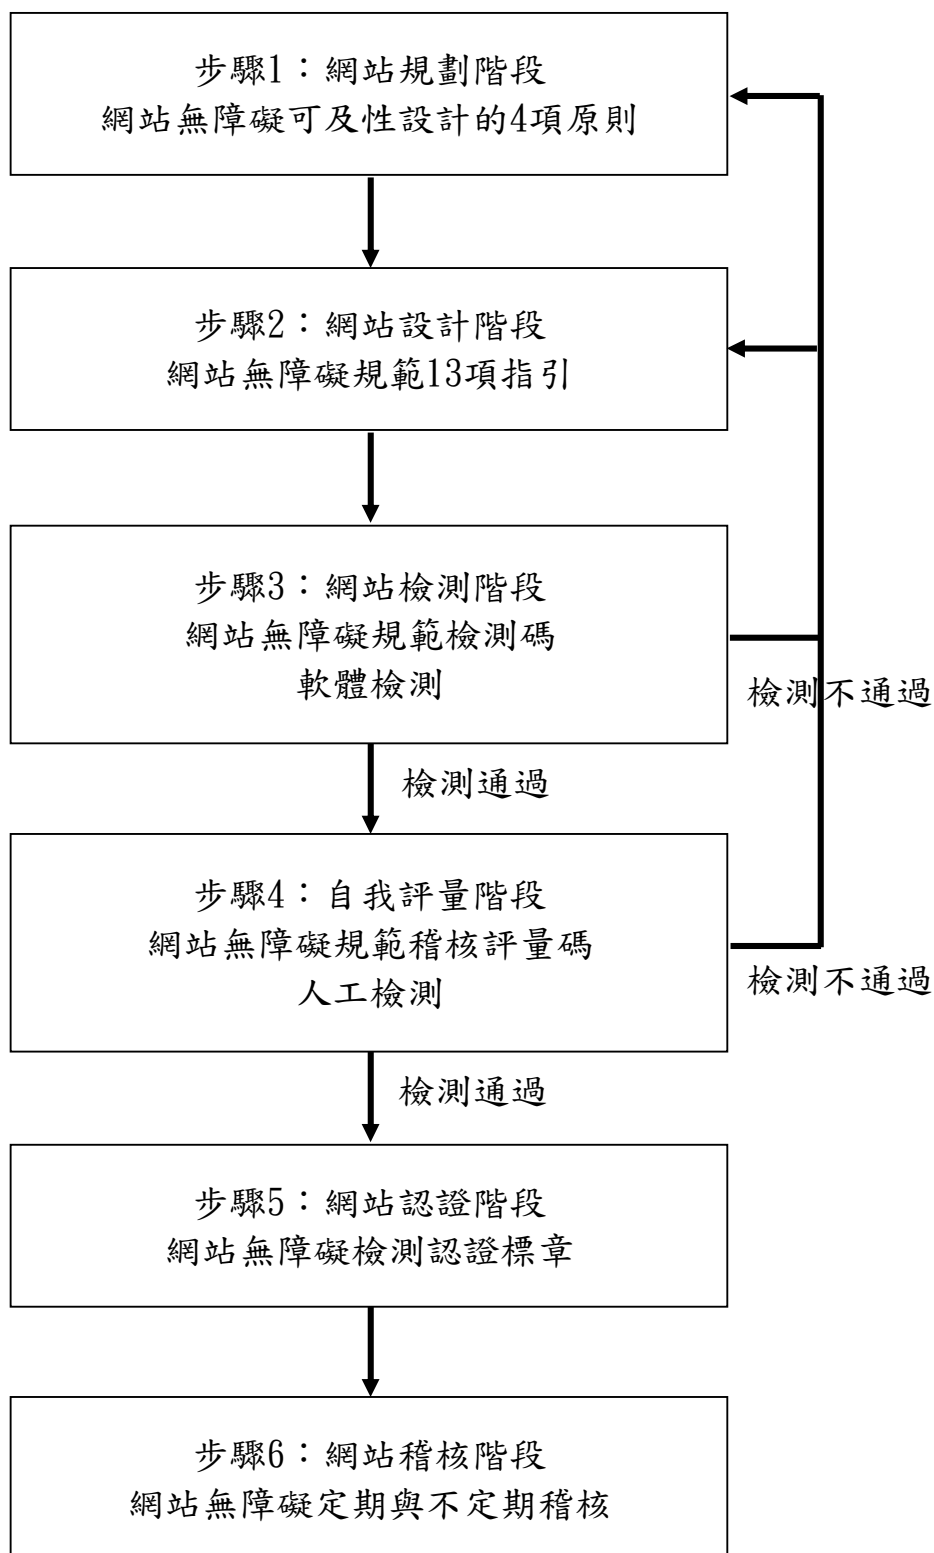 步驟1：網站規劃階段
網站無障礙可及性設計的4項原則
步驟2：網站設計階段
網站無障礙規範13項指引
步驟3：網站檢測階段
網站無障礙規範檢測碼
軟體檢測
檢測不通過
檢測通過
步驟4：自我評量階段
網站無障礙規範稽核評量碼
人工檢測
檢測不通過
檢測通過
步驟5：網站認證階段
網站無障礙檢測認證標章
步驟6：網站稽核階段
網站無障礙定期與不定期稽核